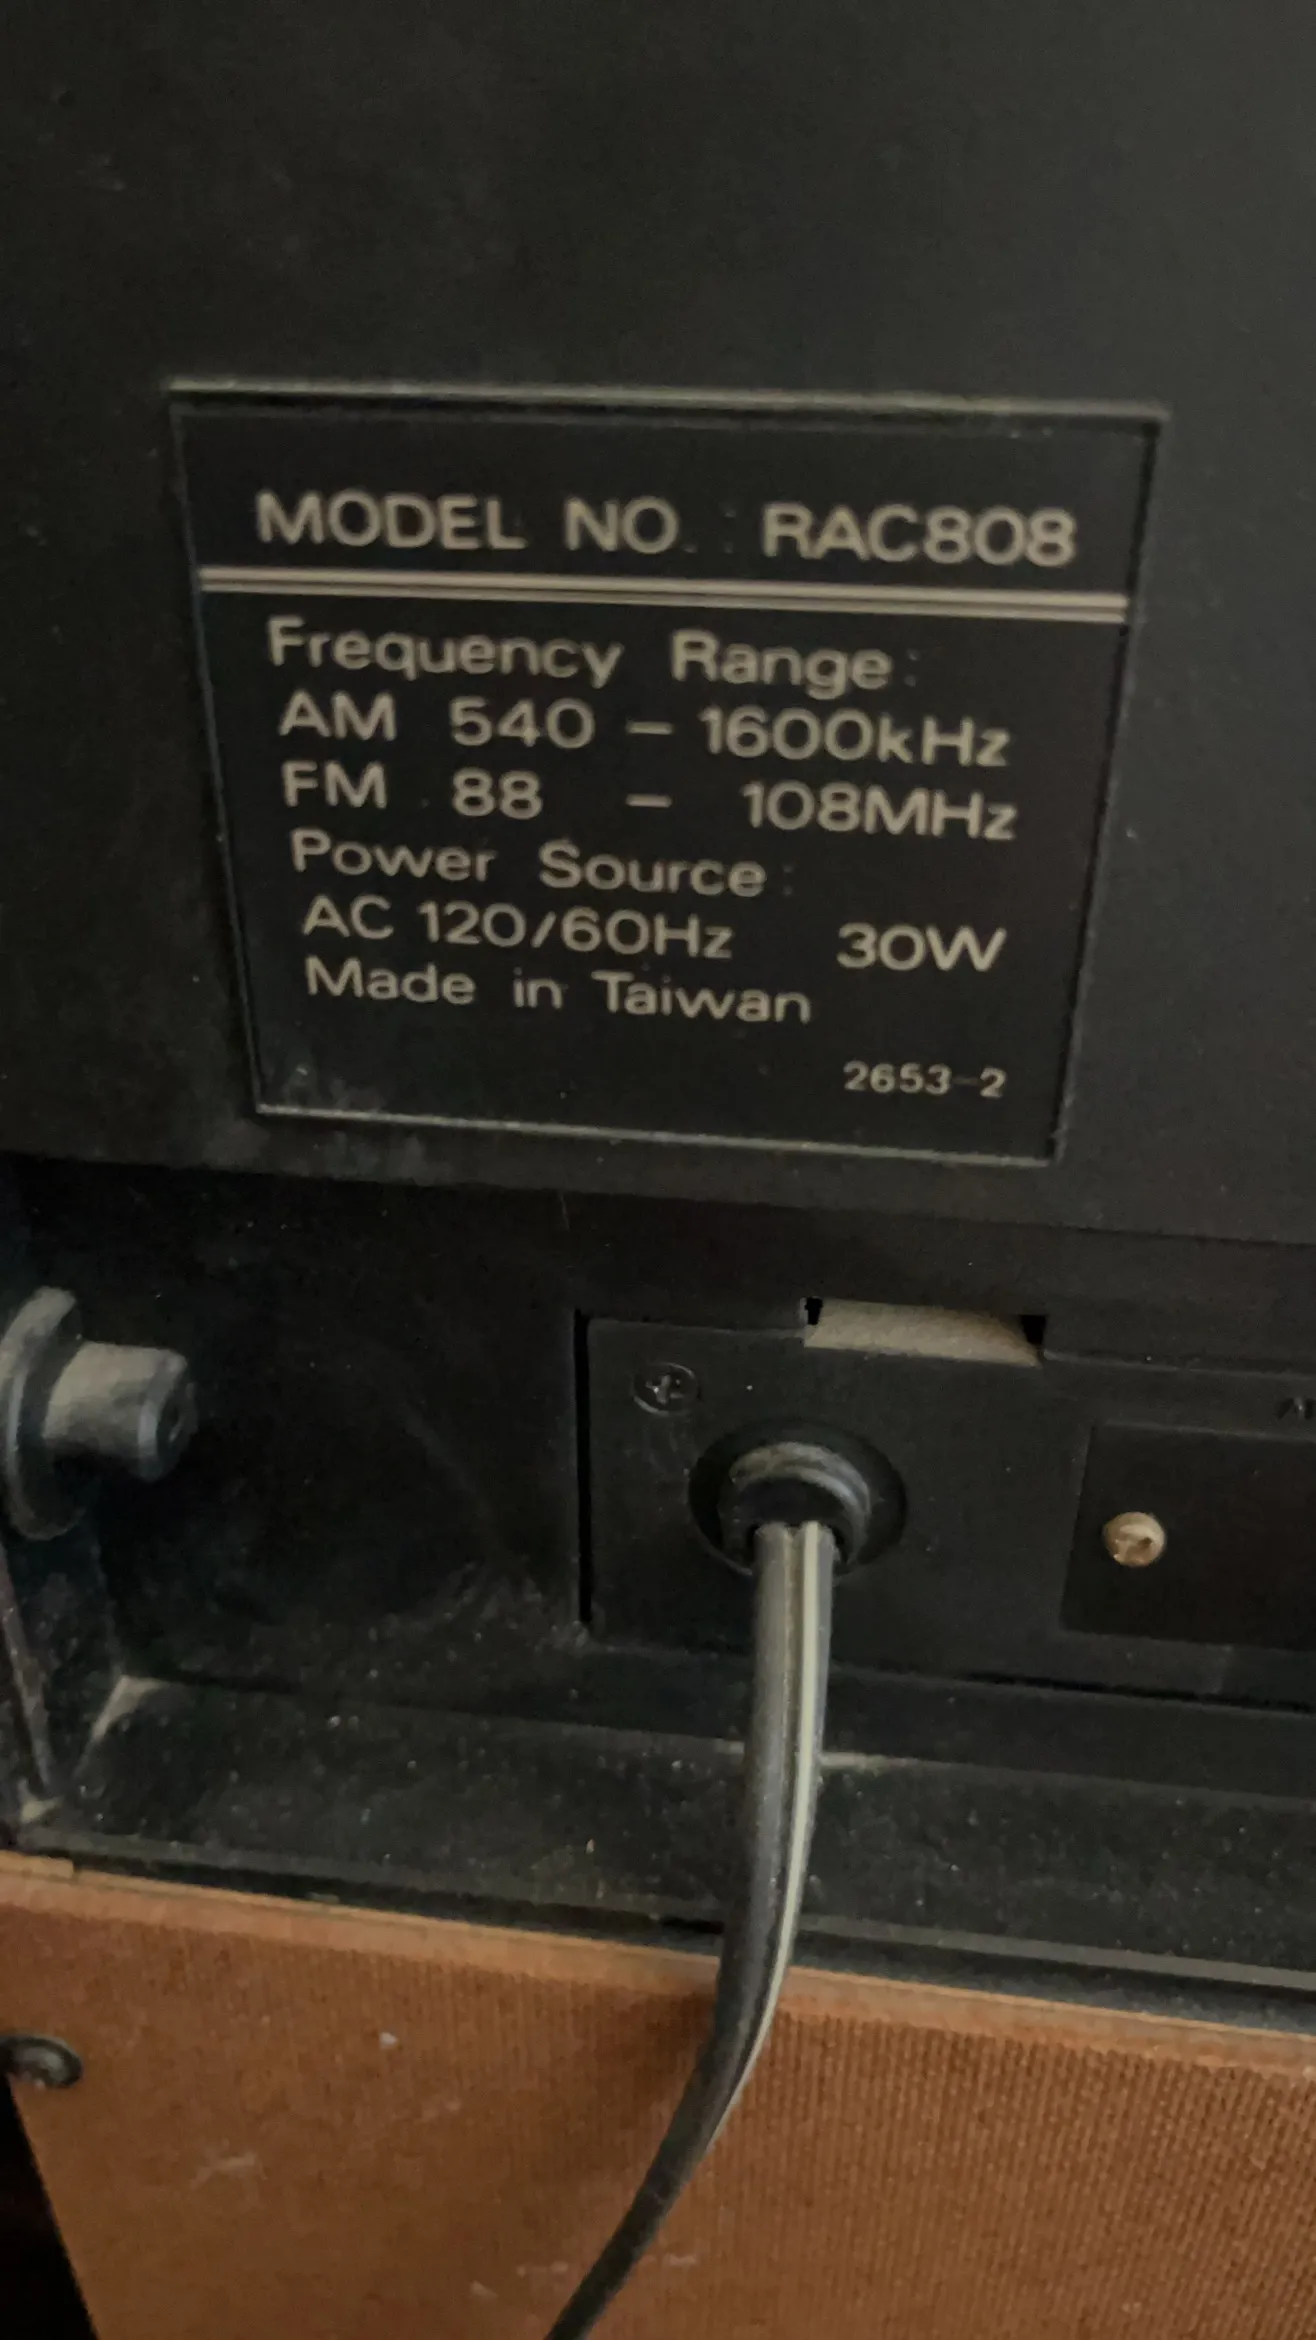 MODEL NO. : RAC808
Frequency Range:
AM 540 – 1600kHz
FM 88 – 108MHz
Power Source:
AC 120/60Hz 30W
Made in Taiwan
2653-2